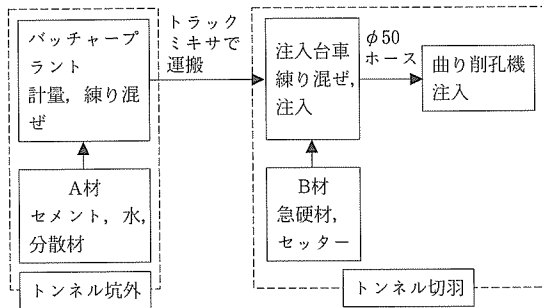 バッチャープ
ラント
計量，練り混
ぜ
トラック
ミキサで
運搬
注入台車
練り混ぜ，
注入
φ50
ホース
曲り削孔機
注入
A材
セメント，水，
分散材
B材
急硬材，
セッター
トンネル坑外
トンネル切羽